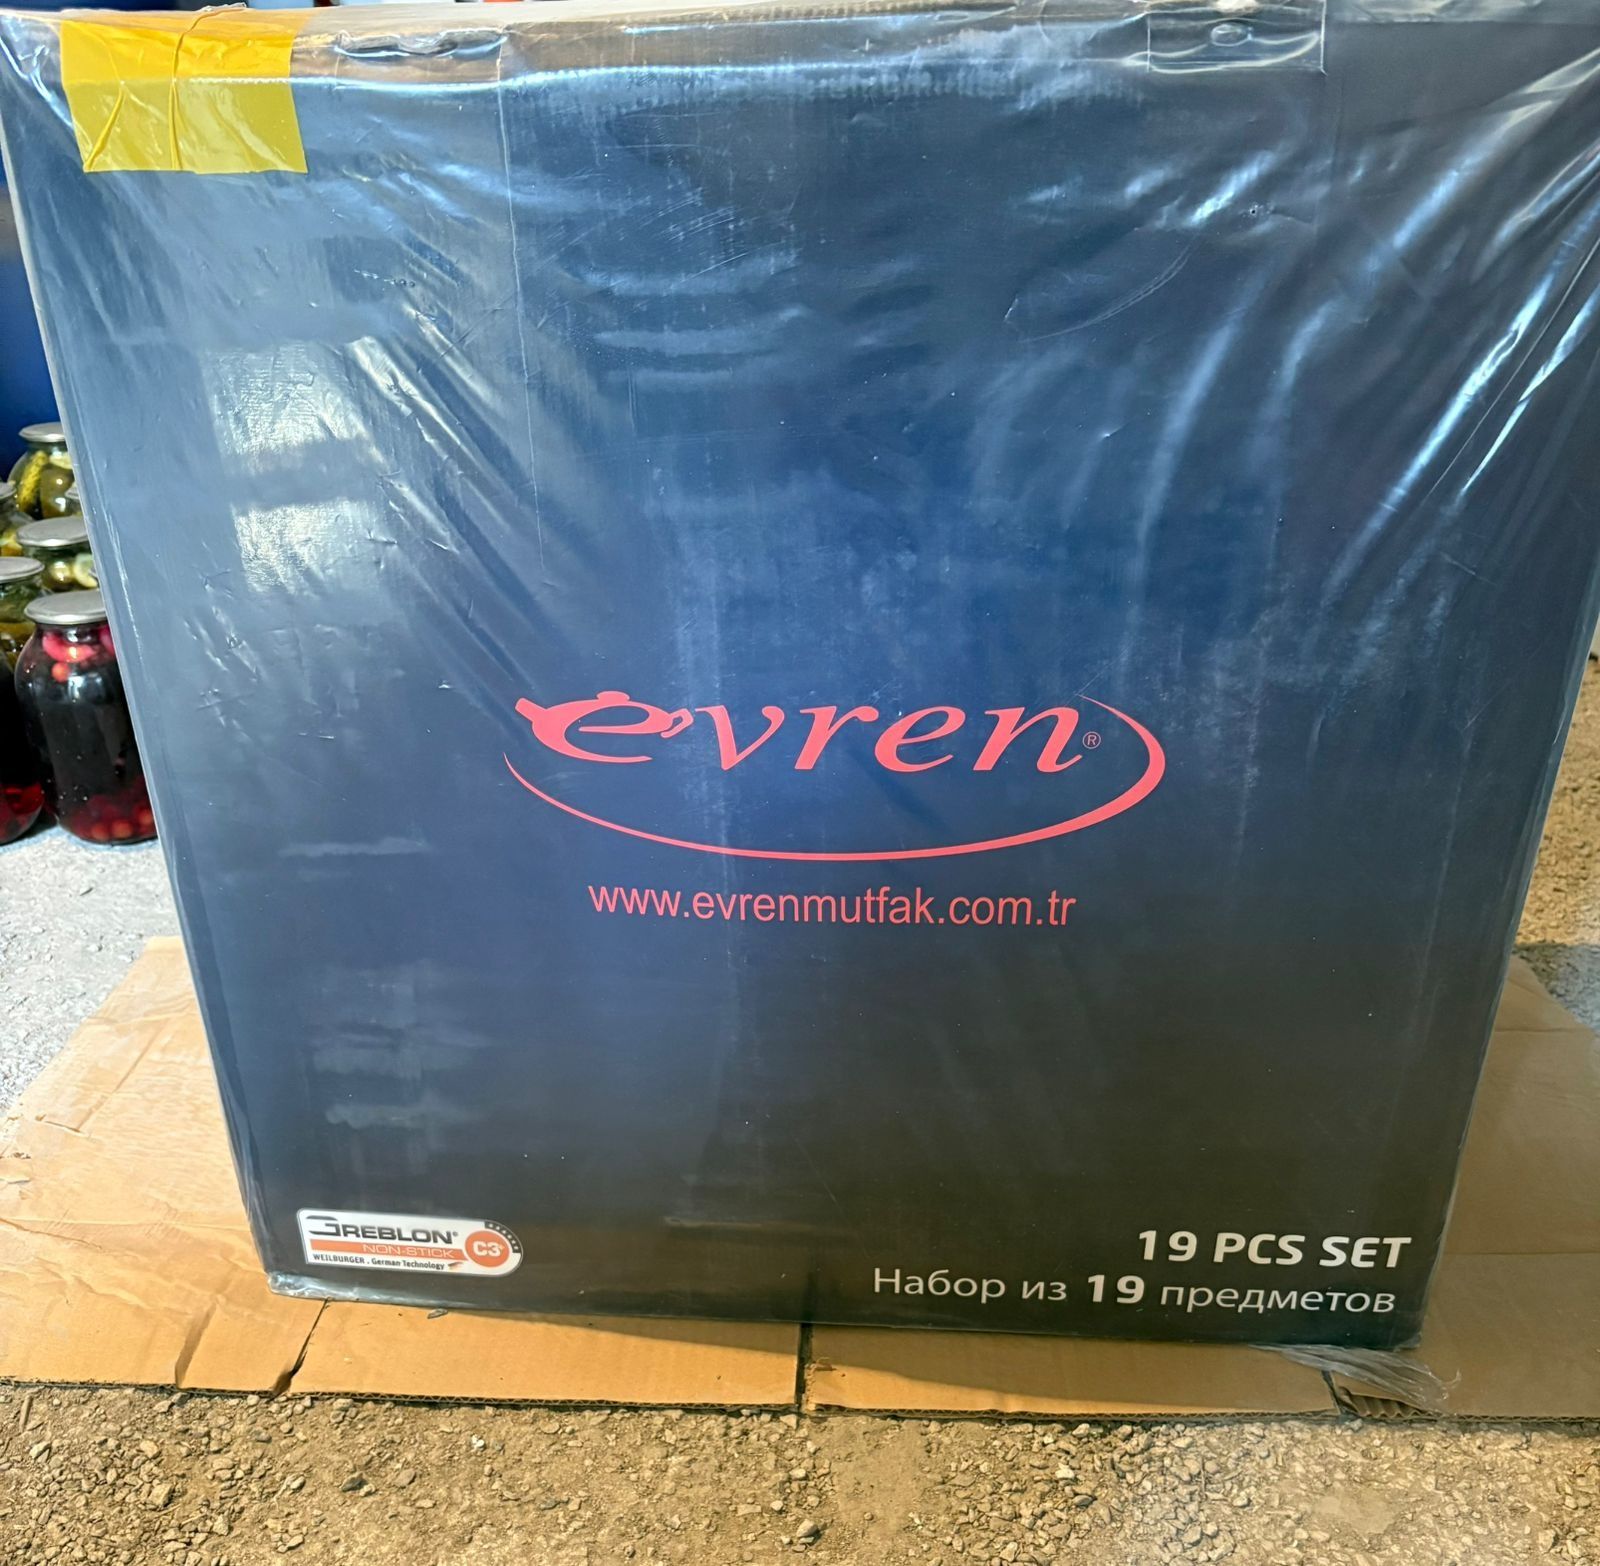 evren®
www.evrenmutfak.com.tr
GREBLON®
NON-STICK
C3®
WEILBURGER . German Technology
19 PCS SET
Набор из 19 предметов